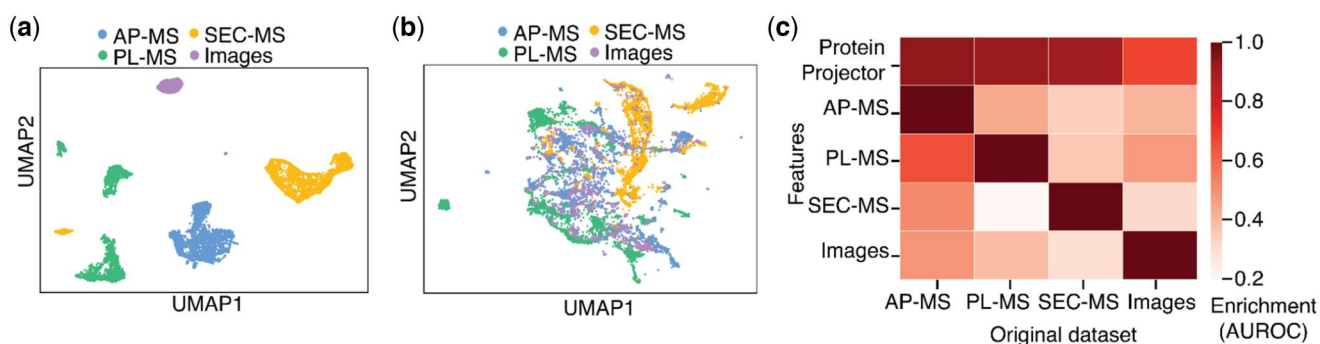 (a)
AP-MS SEC-MS
PL-MS Images
UMAP2
UMAP1
(b)
AP-MS SEC-MS
PL-MS Images
UMAP2
UMAP1
(c)
Protein
Projector
AP-MS
PL-MS
SEC-MS
Images
Features
AP-MS PL-MS SEC-MS Images
Original dataset
1.0
0.8
0.6
0.4
0.2
Enrichment
(AUROC)